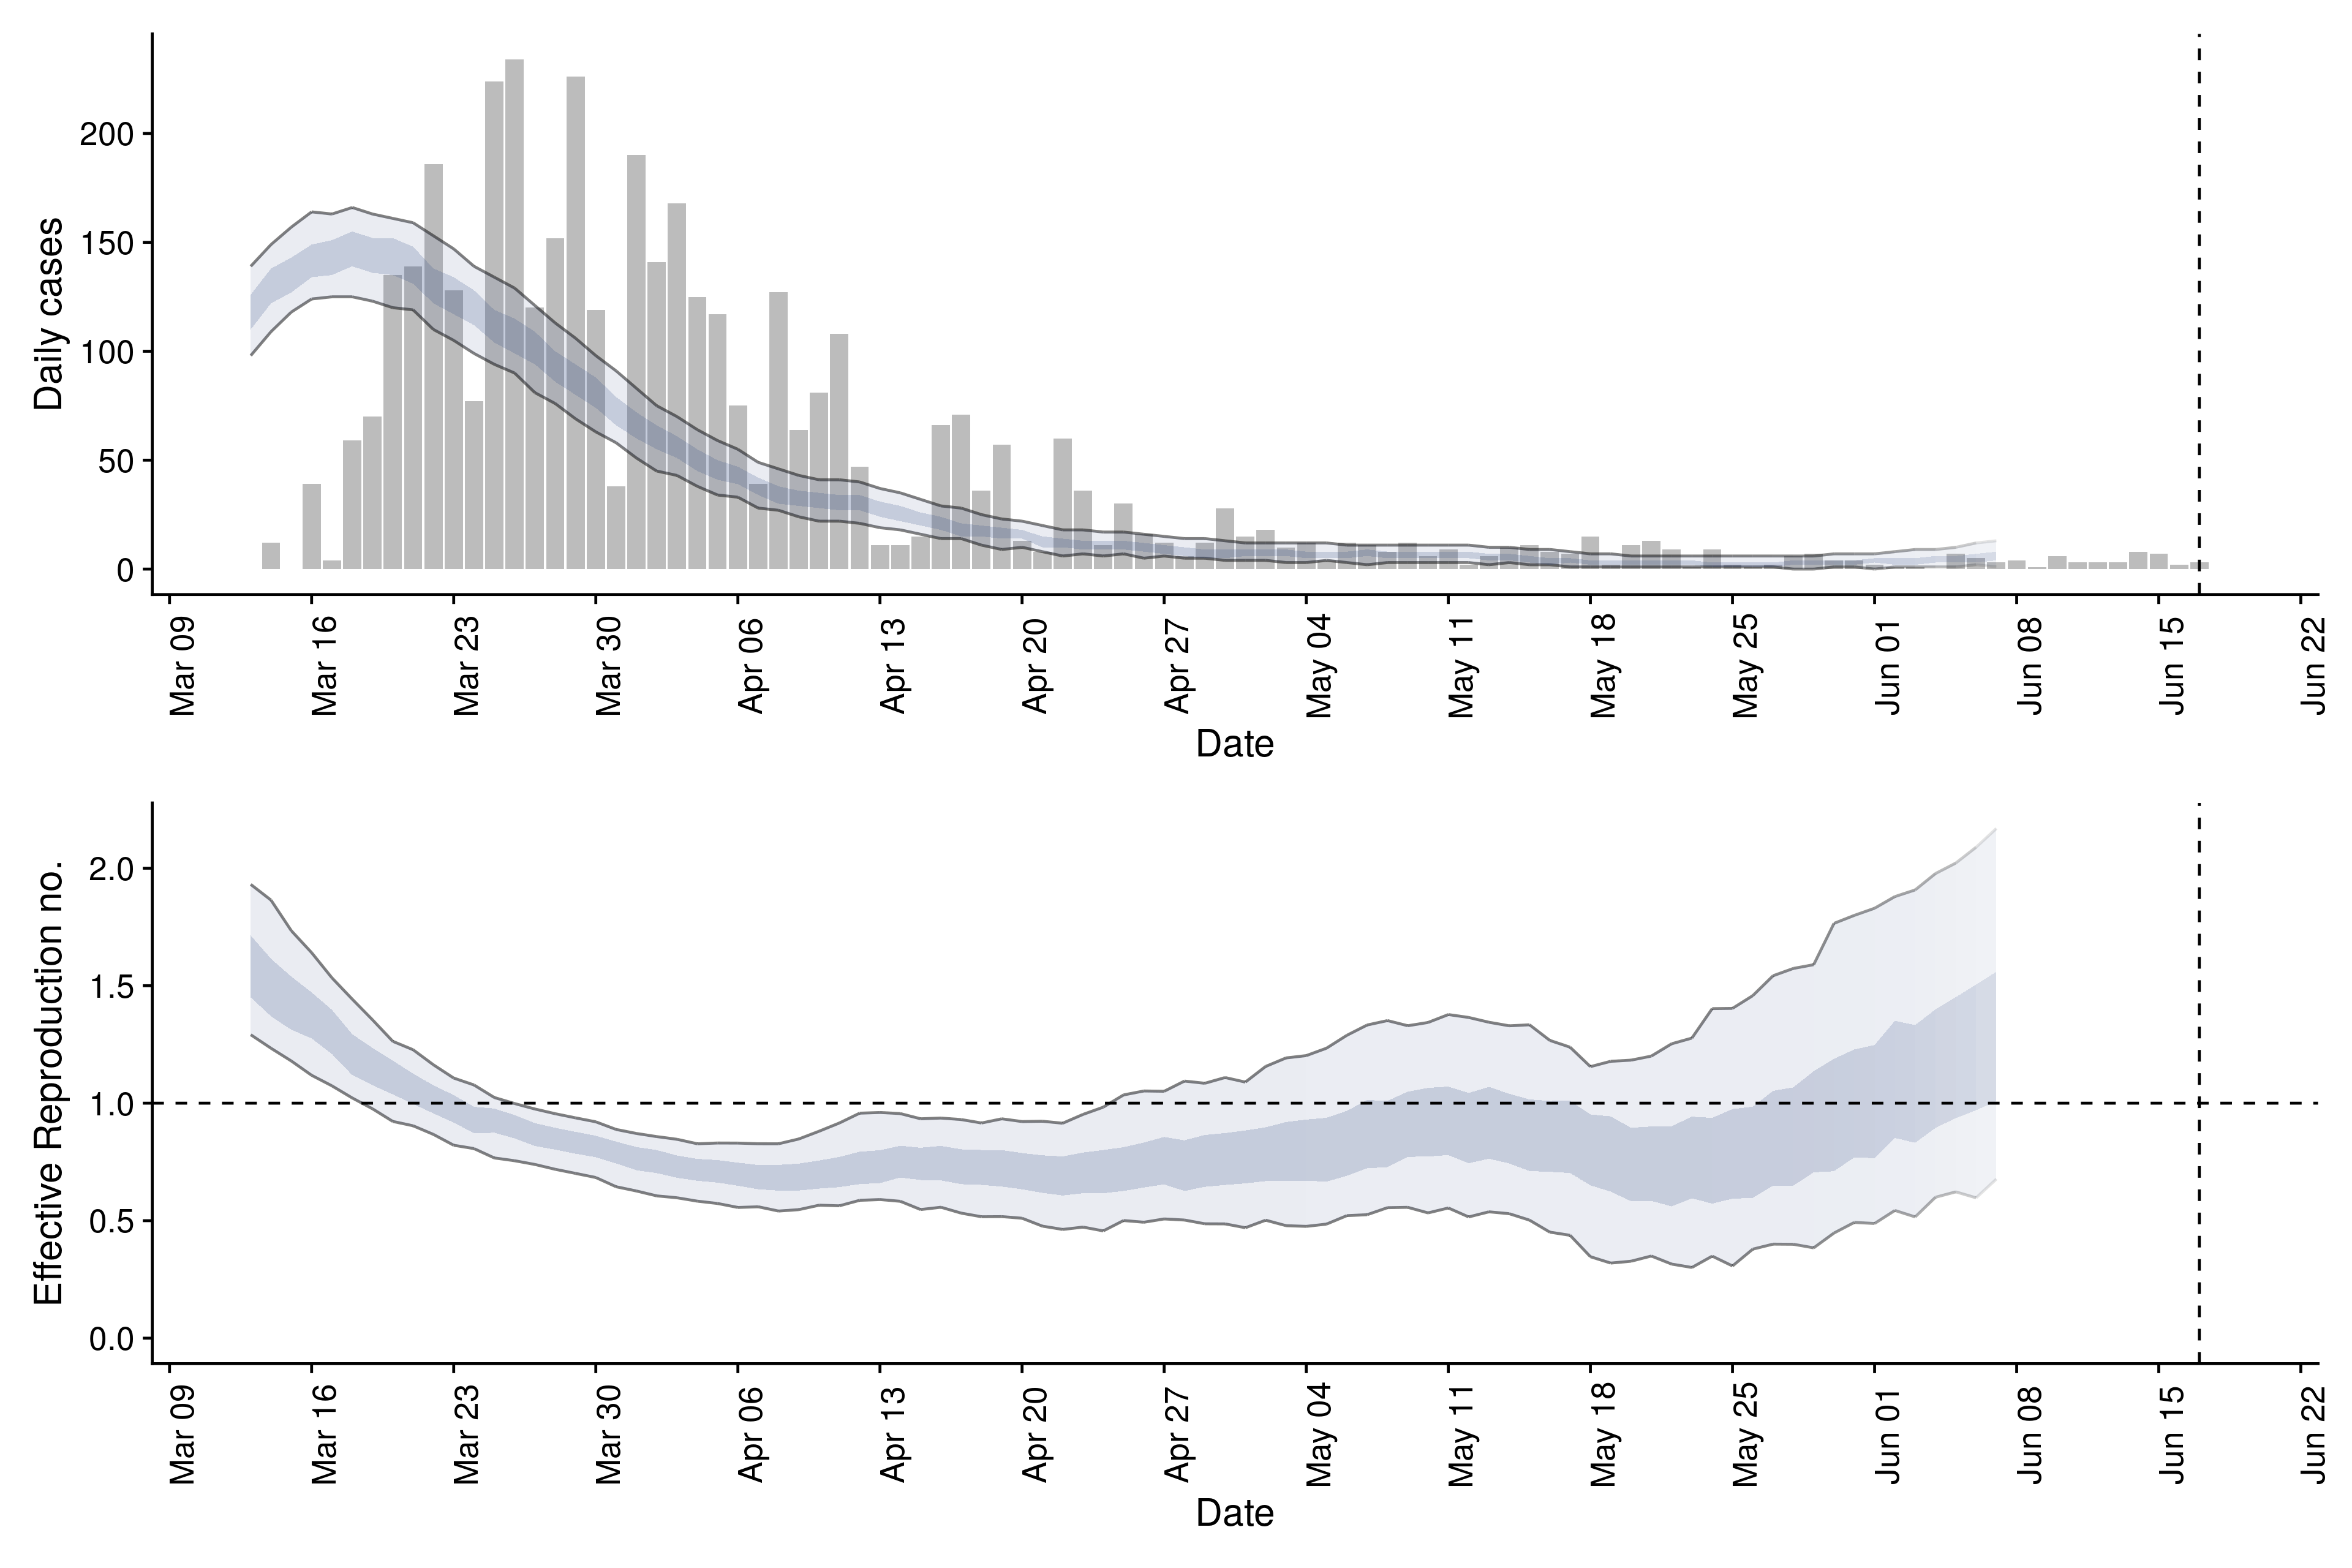 Daily cases
200
150
100
50
0
Mar 09
Mar 16
Mar 23
Mar 30
Apr 06
Apr 13
Apr 20
Apr 27
May 04
May 11
May 18
May 25
Jun 01
Jun 08
Jun 15
Jun 22
Date
Effective Reproduction no.
2.0
1.5
1.0
0.5
0.0
Mar 09
Mar 16
Mar 23
Mar 30
Apr 06
Apr 13
Apr 20
Apr 27
May 04
May 11
May 18
May 25
Jun 01
Jun 08
Jun 15
Jun 22
Date